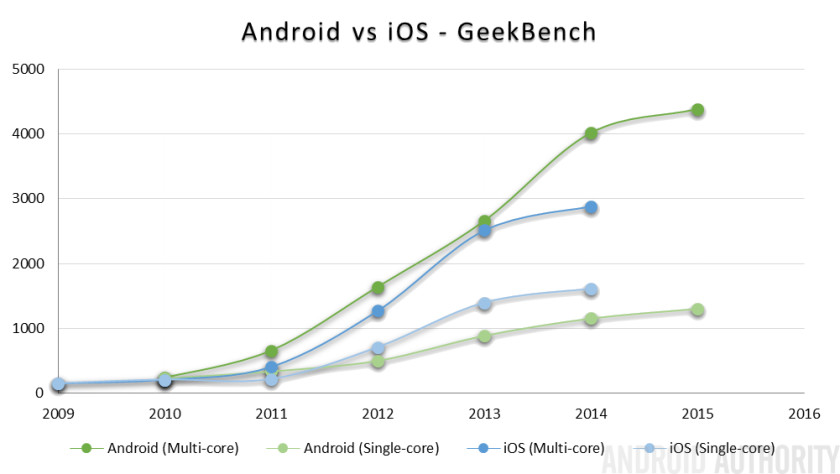 Android vs iOS - GeekBench
5000
4000
3000
2000
1000
0
2009 2010 2011 2012 2013 2014 2015 2016
Android (Multi-core) Android (Single-core) iOS (Multi-core) iOS (Single-core)
ANDROID AUTHORITY